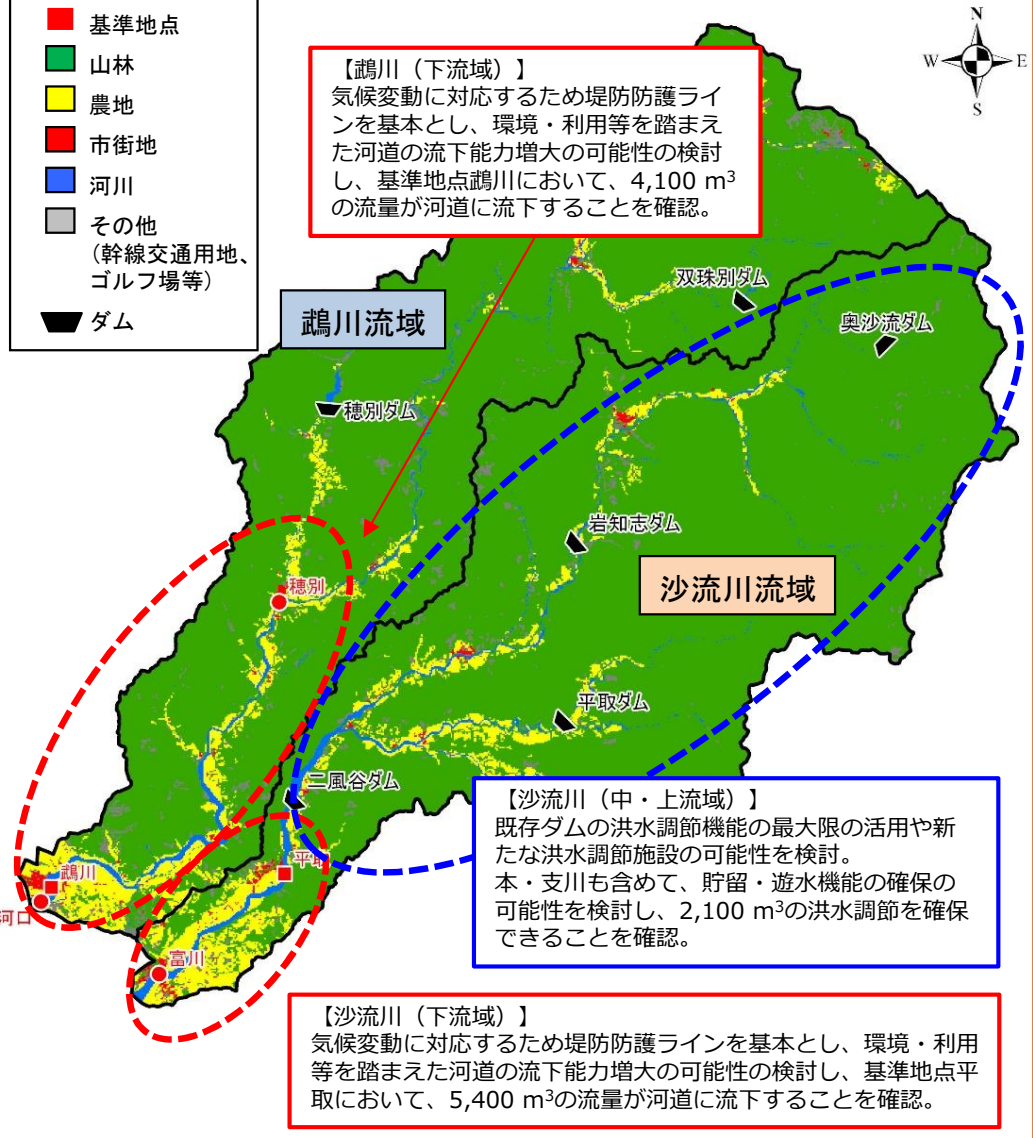 基準地点
山林
農地
市街地
河川
その他
(幹線交通用地、
ゴルフ場等)
ダム
N
W
E
S
【鵡川（下流域）】
気候変動に対応するため堤防防護ライ
ンを基本とし、環境・利用等を踏まえ
た河道の流下能力増大の可能性の検討
し、基準地点鵡川において、4,100 m³
の流量が河道に流下することを確認。
双珠別ダム
奥沙流ダム
鵡川流域
穂別ダム
岩知志ダム
沙流川流域
穂別
平取ダム
二風谷ダム
平取
鵡川
河口
富川
【沙流川（中・上流域）】
既存ダムの洪水調節機能の最大限の活用や新
たな洪水調節施設の可能性を検討。
本・支川も含めて、貯留・遊水機能の確保の
可能性を検討し、2,100 m³の洪水調節を確保
できることを確認。
【沙流川（下流域）】
気候変動に対応するため堤防防護ラインを基本とし、環境・利用
等を踏まえた河道の流下能力増大の可能性の検討し、基準地点平
取において、5,400 m³の流量が河道に流下することを確認。